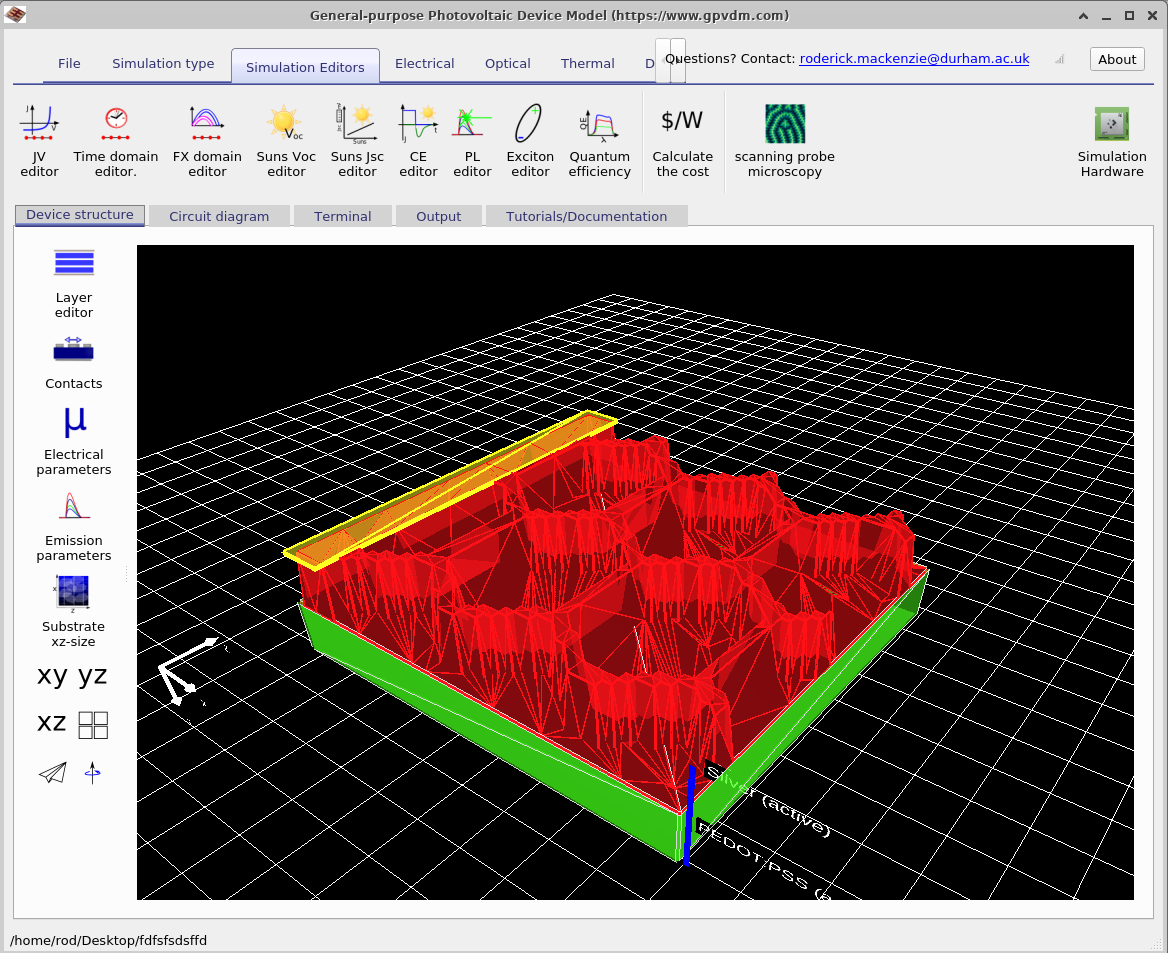 General-purpose Photovoltaic Device Model (https://www.gpvdm.com)
File Simulation type Simulation Editors Electrical Optical Thermal D Questions? Contact: roderick.mackenzie@durham.ac.uk About
JV editor
Time domain editor.
FX domain editor
Suns Voc editor
Suns Jsc editor
CE editor
PL editor
Exciton editor
Quantum efficiency
$/W
Calculate the cost
scanning probe microscopy
Simulation Hardware
Device structure Circuit diagram Terminal Output Tutorials/Documentation
Layer
editor
Contacts
μ
Electrical
parameters
Emission
parameters
Substrate
xz-size
xy yz
xz
Silver (active)
PEDOT:PSS
/home/rod/Desktop/fdfsfsdsffd